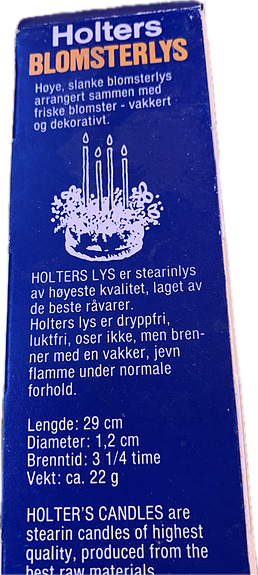 Holters
BLOMSTERLYS
Høye, slanke blomsterlys
arrangert sammen med
friske blomster - vakkert
og dekorativt.
HOLTERS LYS er stearinlys
av høyeste kvalitet, laget av
de beste råvarer.
Holters lys er dryppfri,
luktfri, oser ikke, men bren-
ner med en vakker, jevn
flamme under normale
forhold.
Lengde: 29 cm
Diameter: 1,2 cm
Brenntid: 3 1/4 time
Vekt: ca. 22 g
HOLTER'S CANDLES are
stearin candles of highest
quality, produced from the
best raw materials